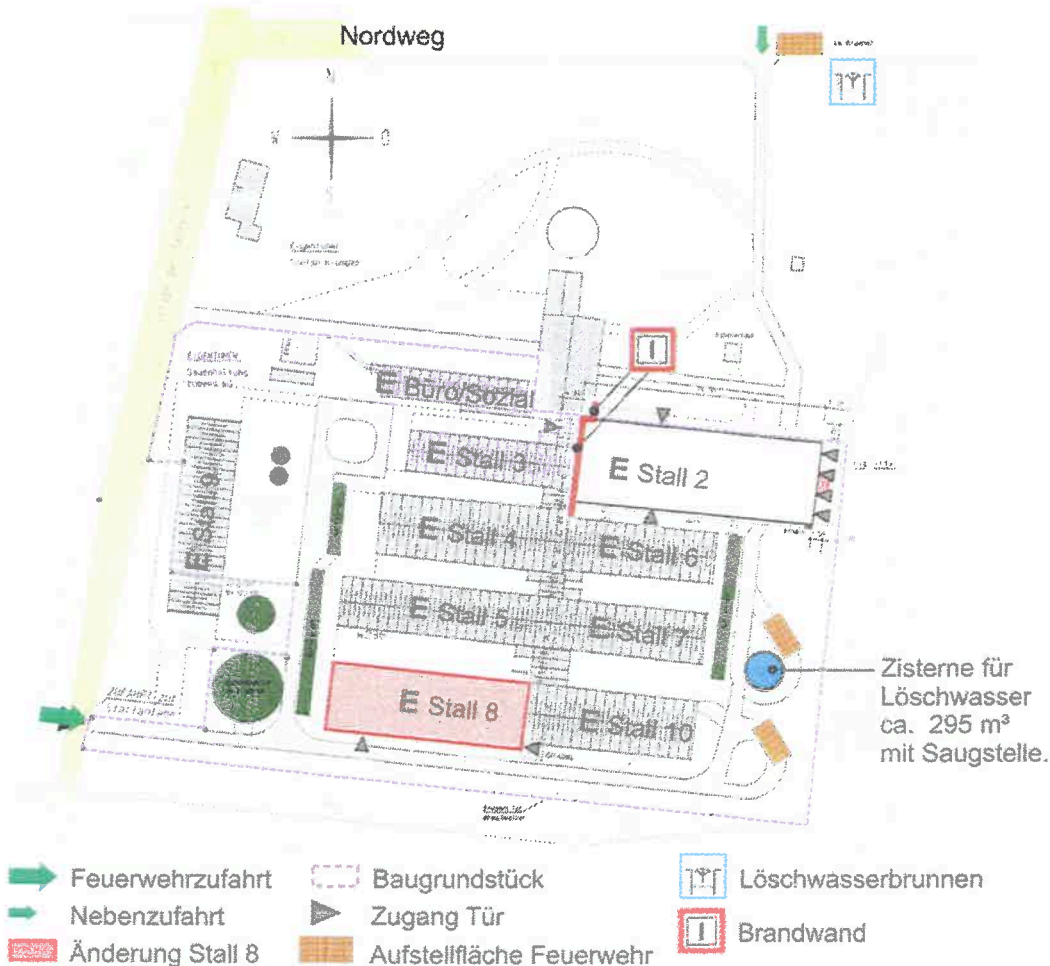 Nordweg
N
W
O
S
E Büro/Sozial
E Stall 3
E Stall 2
E Stall 9
E Stall 4
E Stall 6
E Stall 5
E Stall 7
E Stall 8
E Stall 10
Zisterne für
Löschwasser
ca. 295 m³
mit Saugstelle.
Feuerwehrzufahrt
Nebenzufahrt
Änderung Stall 8
Baugrundstück
Zugang Tür
Aufstellfläche Feuerwehr
Löschwasserbrunnen
Brandwand